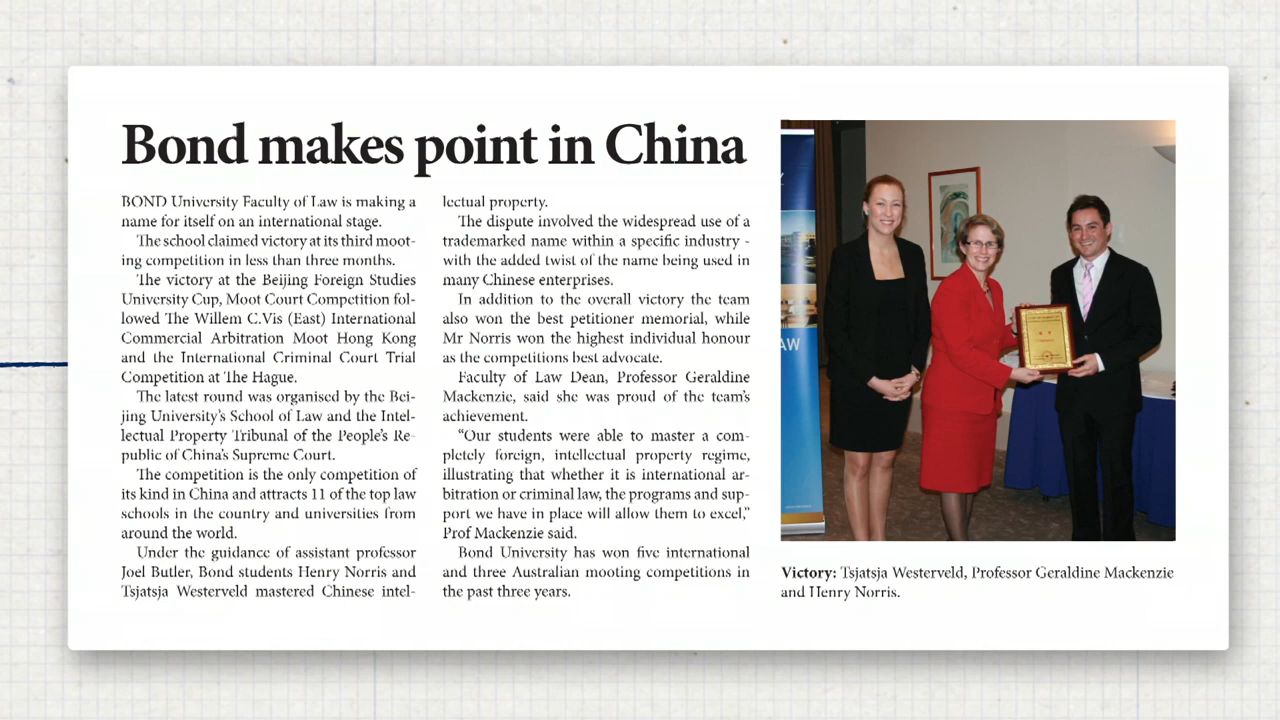 Bond makes point in China
BOND University Faculty of Law is making a
name for itself on an international stage.
The school claimed victory at its third moot-
ing competition in less than three months.
The victory at the Beijing Foreign Studies
University Cup, Moot Court Competition fol-
lowed The Willem C.Vis (East) International
Commercial Arbitration Moot Hong Kong
and the International Criminal Court Trial
Competition at The Hague.
The latest round was organised by the Bei-
jing University's School of Law and the Intel-
lectual Property Tribunal of the People's Re-
public of China's Supreme Court.
The competition is the only competition of
its kind in China and attracts 11 of the top law
schools in the country and universities from
around the world.
Under the guidance of assistant professor
Joel Butler, Bond students Henry Norris and
Tsjatsja Westerveld mastered Chinese intel-
lectual property.
The dispute involved the widespread use of a
trademarked name within a specific industry -
with the added twist of the name being used in
many Chinese enterprises.
In addition to the overall victory the team
also won the best petitioner memorial, while
Mr Norris won the highest individual honour
as the competitions best advocate.
Faculty of Law Dean, Professor Geraldine
Mackenzie, said she was proud of the team's
achievement.
"Our students were able to master a com-
pletely foreign, intellectual property regime,
illustrating that whether it is international ar-
bitration or criminal law, the programs and sup-
port we have in place will allow them to excel,"
Prof Mackenzie said.
Bond University has won five international
and three Australian mooting competitions in
the past three years.
AW
Victory: Tsjatsja Westerveld, Professor Geraldine Mackenzie
and Henry Norris.